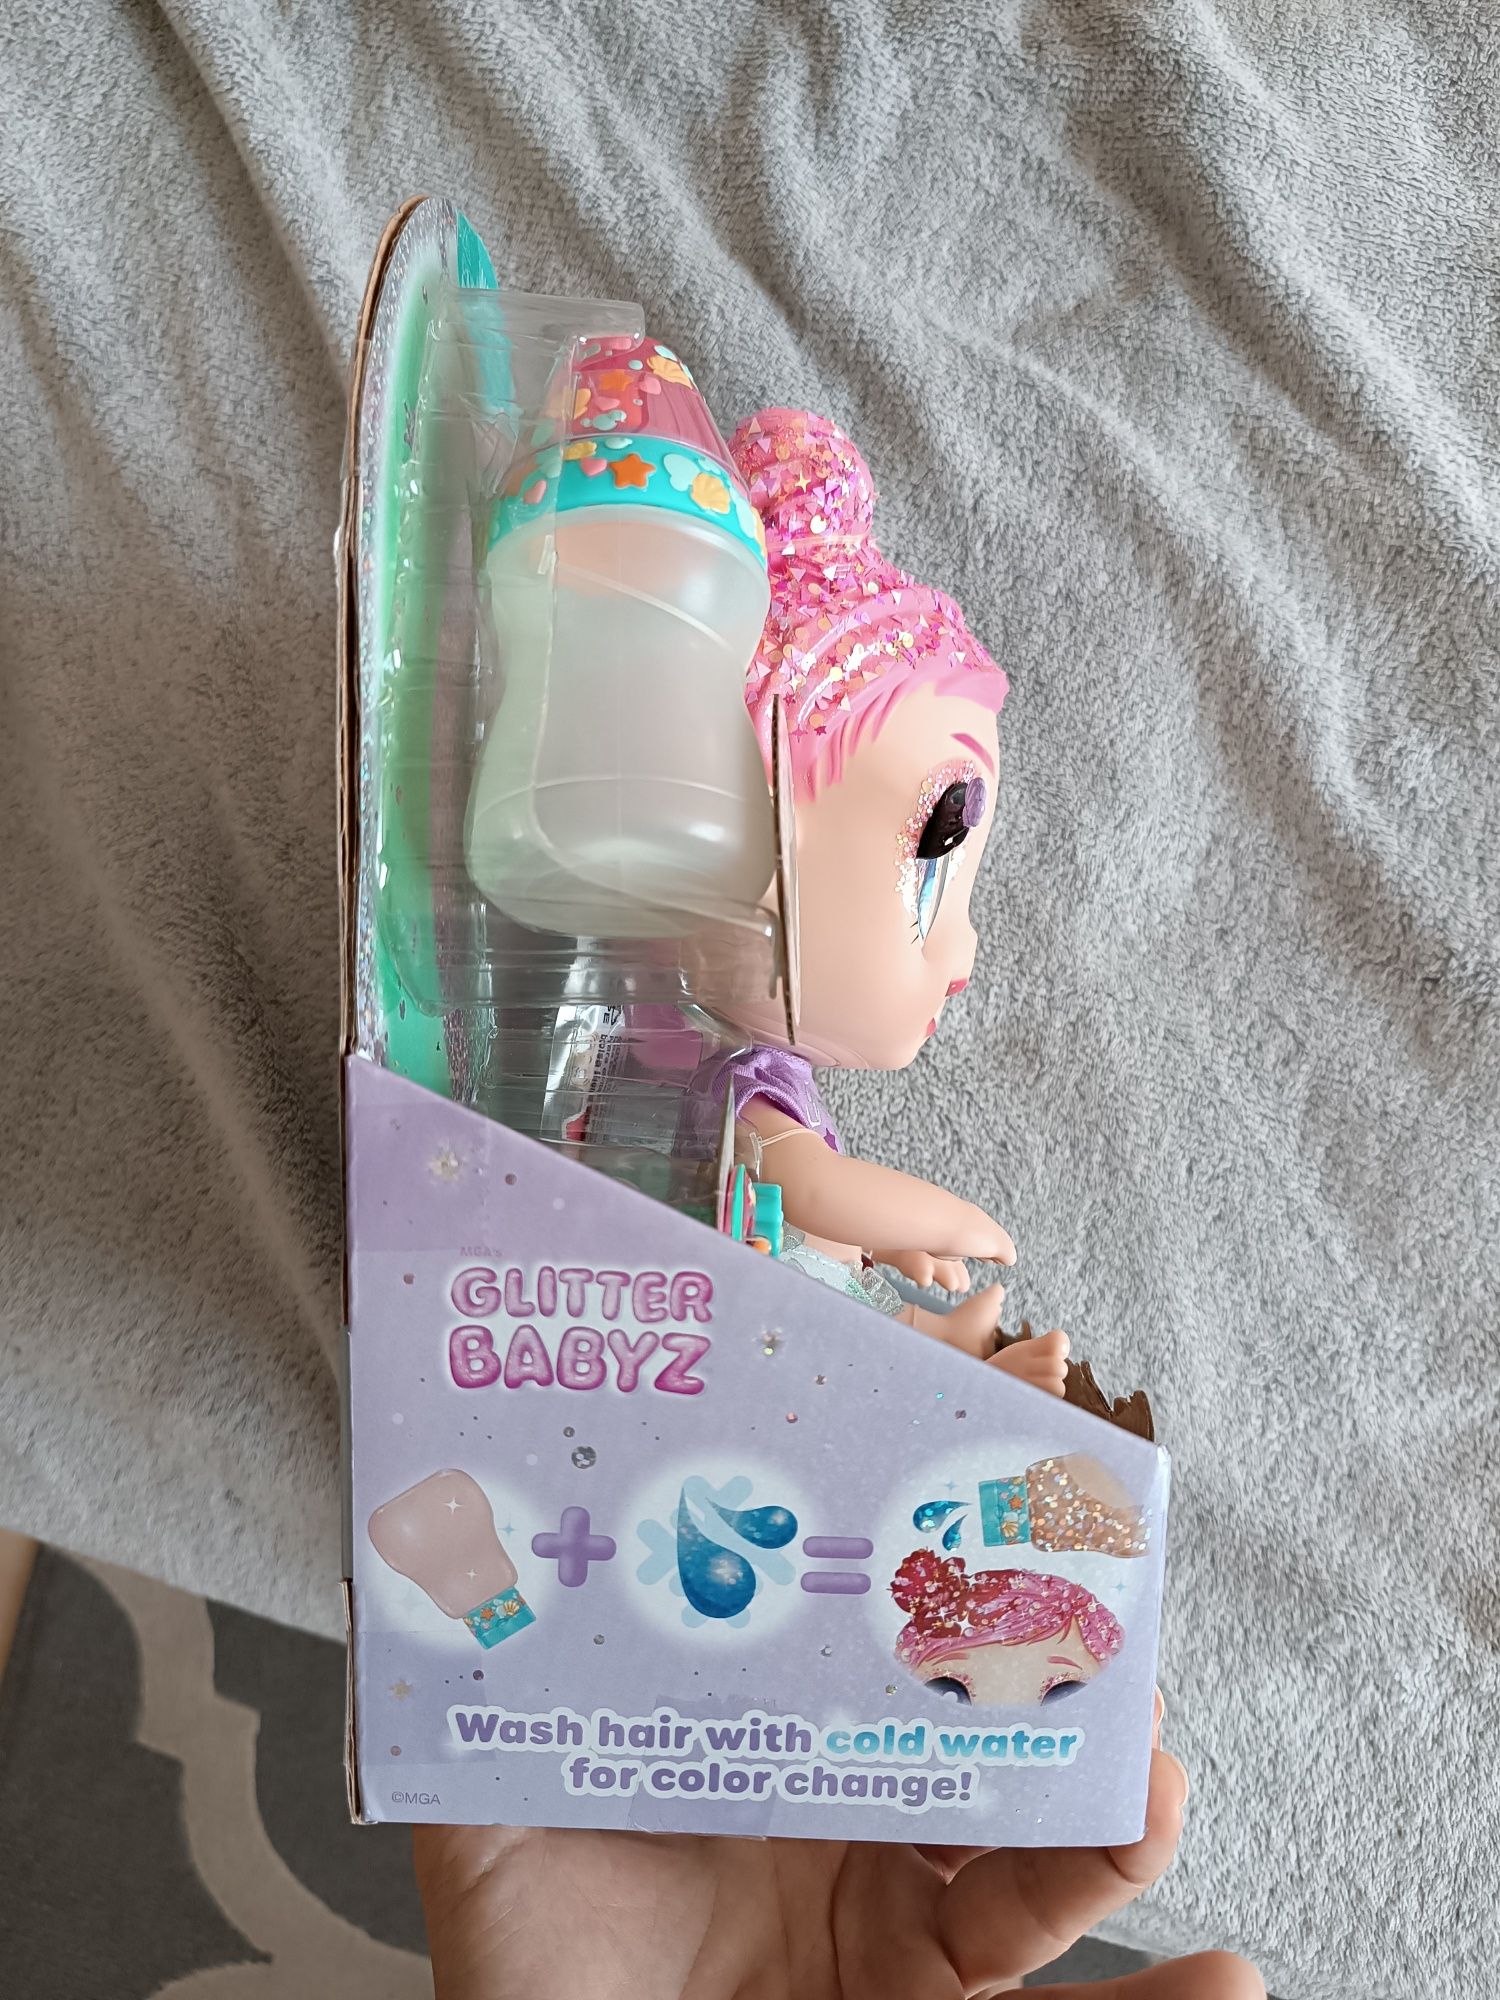 MGA's
GLITTER
BABYZ
Wash hair with cold water
for color change!
©MGA